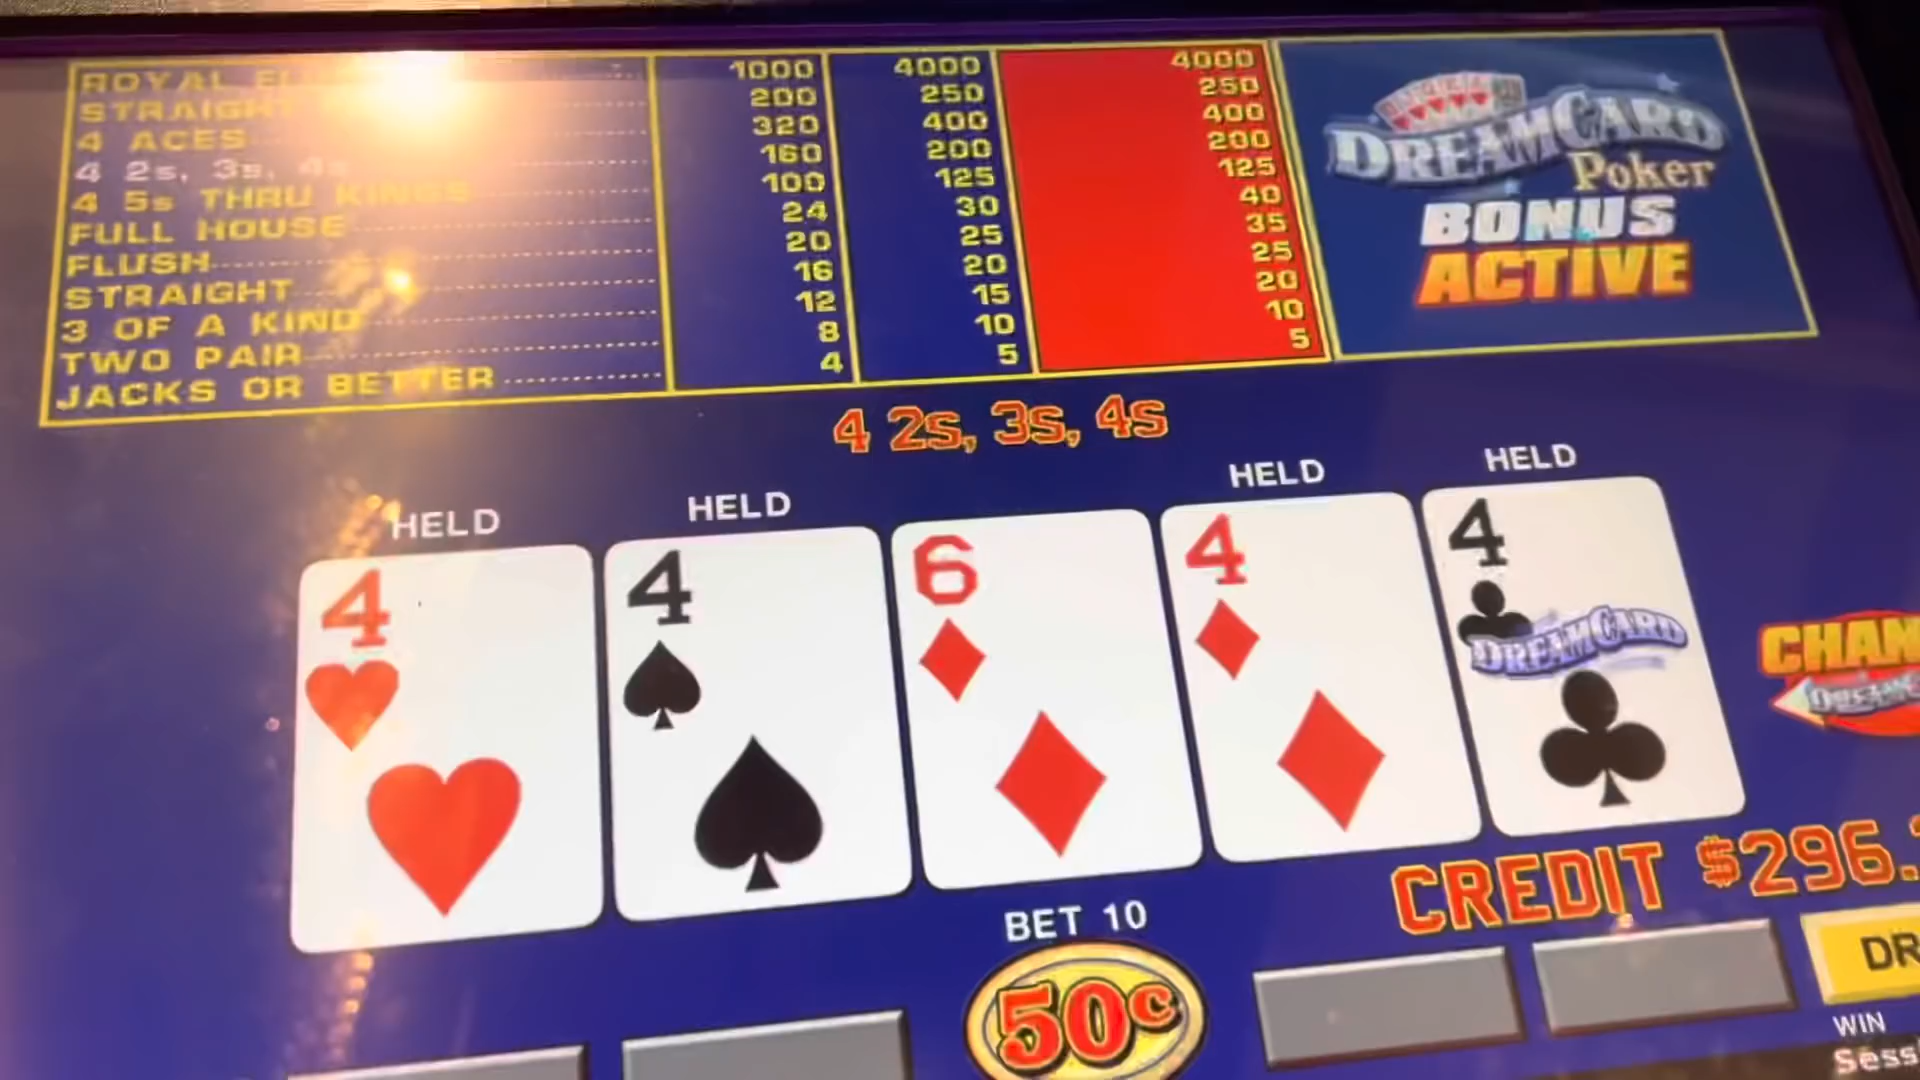 ROYAL 1000 4000 4000
STRAIGHT 200 250 250
4 ACES 320 400 400
4 2s, 3s, 4s 160 200 200
4 5s THRU KINGS 100 125 125
FULL HOUSE 24 30 40
FLUSH 20 25 35
STRAIGHT 16 20 25
3 OF A KIND 12 15 20
TWO PAIR 8 10 10
JACKS OR BETTER 4 5 5
DREAMCARD
Poker
BONUS
ACTIVE
4 2s, 3s, 4s
HELD HELD HELD HELD
4 4 6 4 4
DREAMCARD
CHAN
CREDIT $296.
BET 10
50¢
DR
WIN
Sess